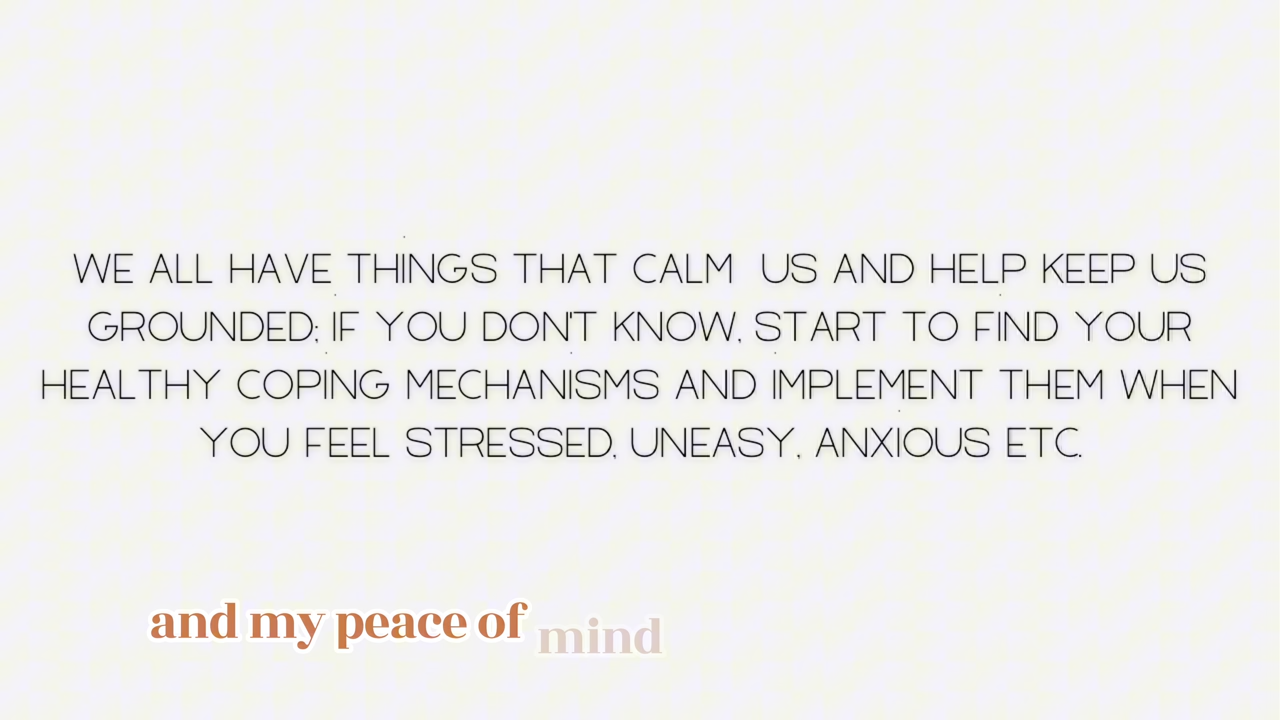 WE ALL HAVE THINGS THAT CALM US AND HELP KEEP US
GROUNDED; IF YOU DON'T KNOW, START TO FIND YOUR
HEALTHY COPING MECHANISMS AND IMPLEMENT THEM WHEN
YOU FEEL STRESSED, UNEASY, ANXIOUS ETC.
and my peace of mind